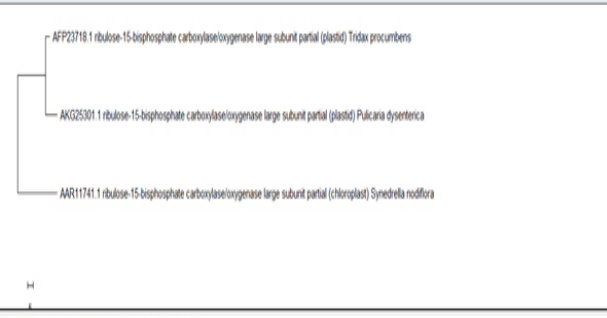 AFP23718.1 ribulose-15-bisphosphate carboxylase/oxygenase large subunit partial (plastid) Tridax procumbens
AKG25301.1 ribulose-15-bisphosphate carboxylase/oxygenase large subunit partial (plastid) Pulicaria dysenterica
AAR11741.1 ribulose-15-bisphosphate carboxylase/oxygenase large subunit partial (chloroplast) Synedrella nodiflora